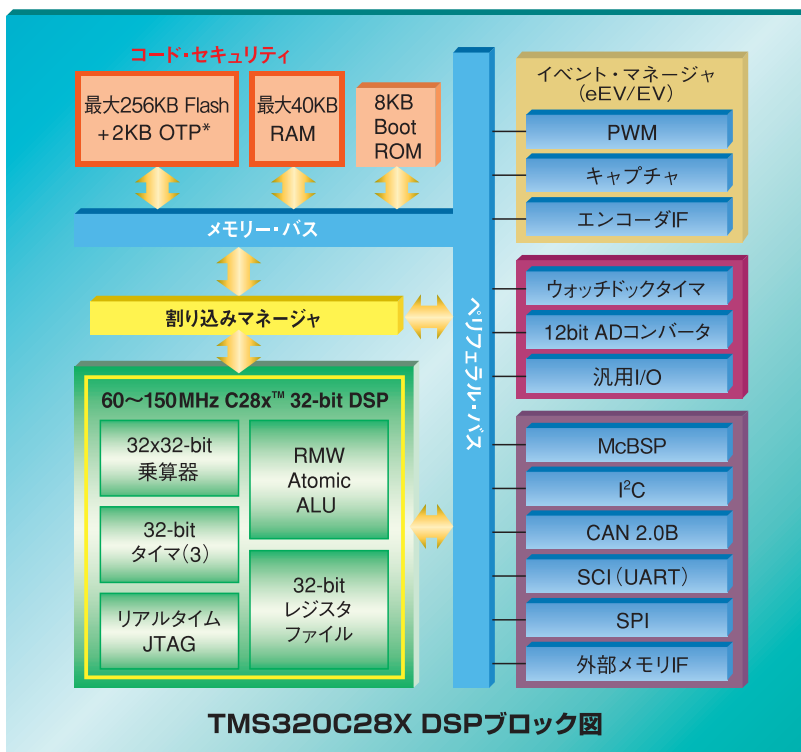 コード・セキュリティ
最大256KB Flash
+2KB OTP*
最大40KB
RAM
8KB
Boot
ROM
メモリー・バス
割り込みマネージャ
60～150MHz C28x™ 32-bit DSP
32x32-bit
乗算器
32-bit
タイマ(3)
リアルタイム
JTAG
RMW
Atomic
ALU
32-bit
レジスタ
ファイル
ペリフェラル・バス
イベント・マネージャ
(eEV/EV)
PWM
キャプチャ
エンコーダIF
ウォッチドックタイマ
12bit ADコンバータ
汎用I/O
McBSP
I²C
CAN 2.0B
SCI(UART)
SPI
外部メモリIF
TMS320C28X DSPブロック図